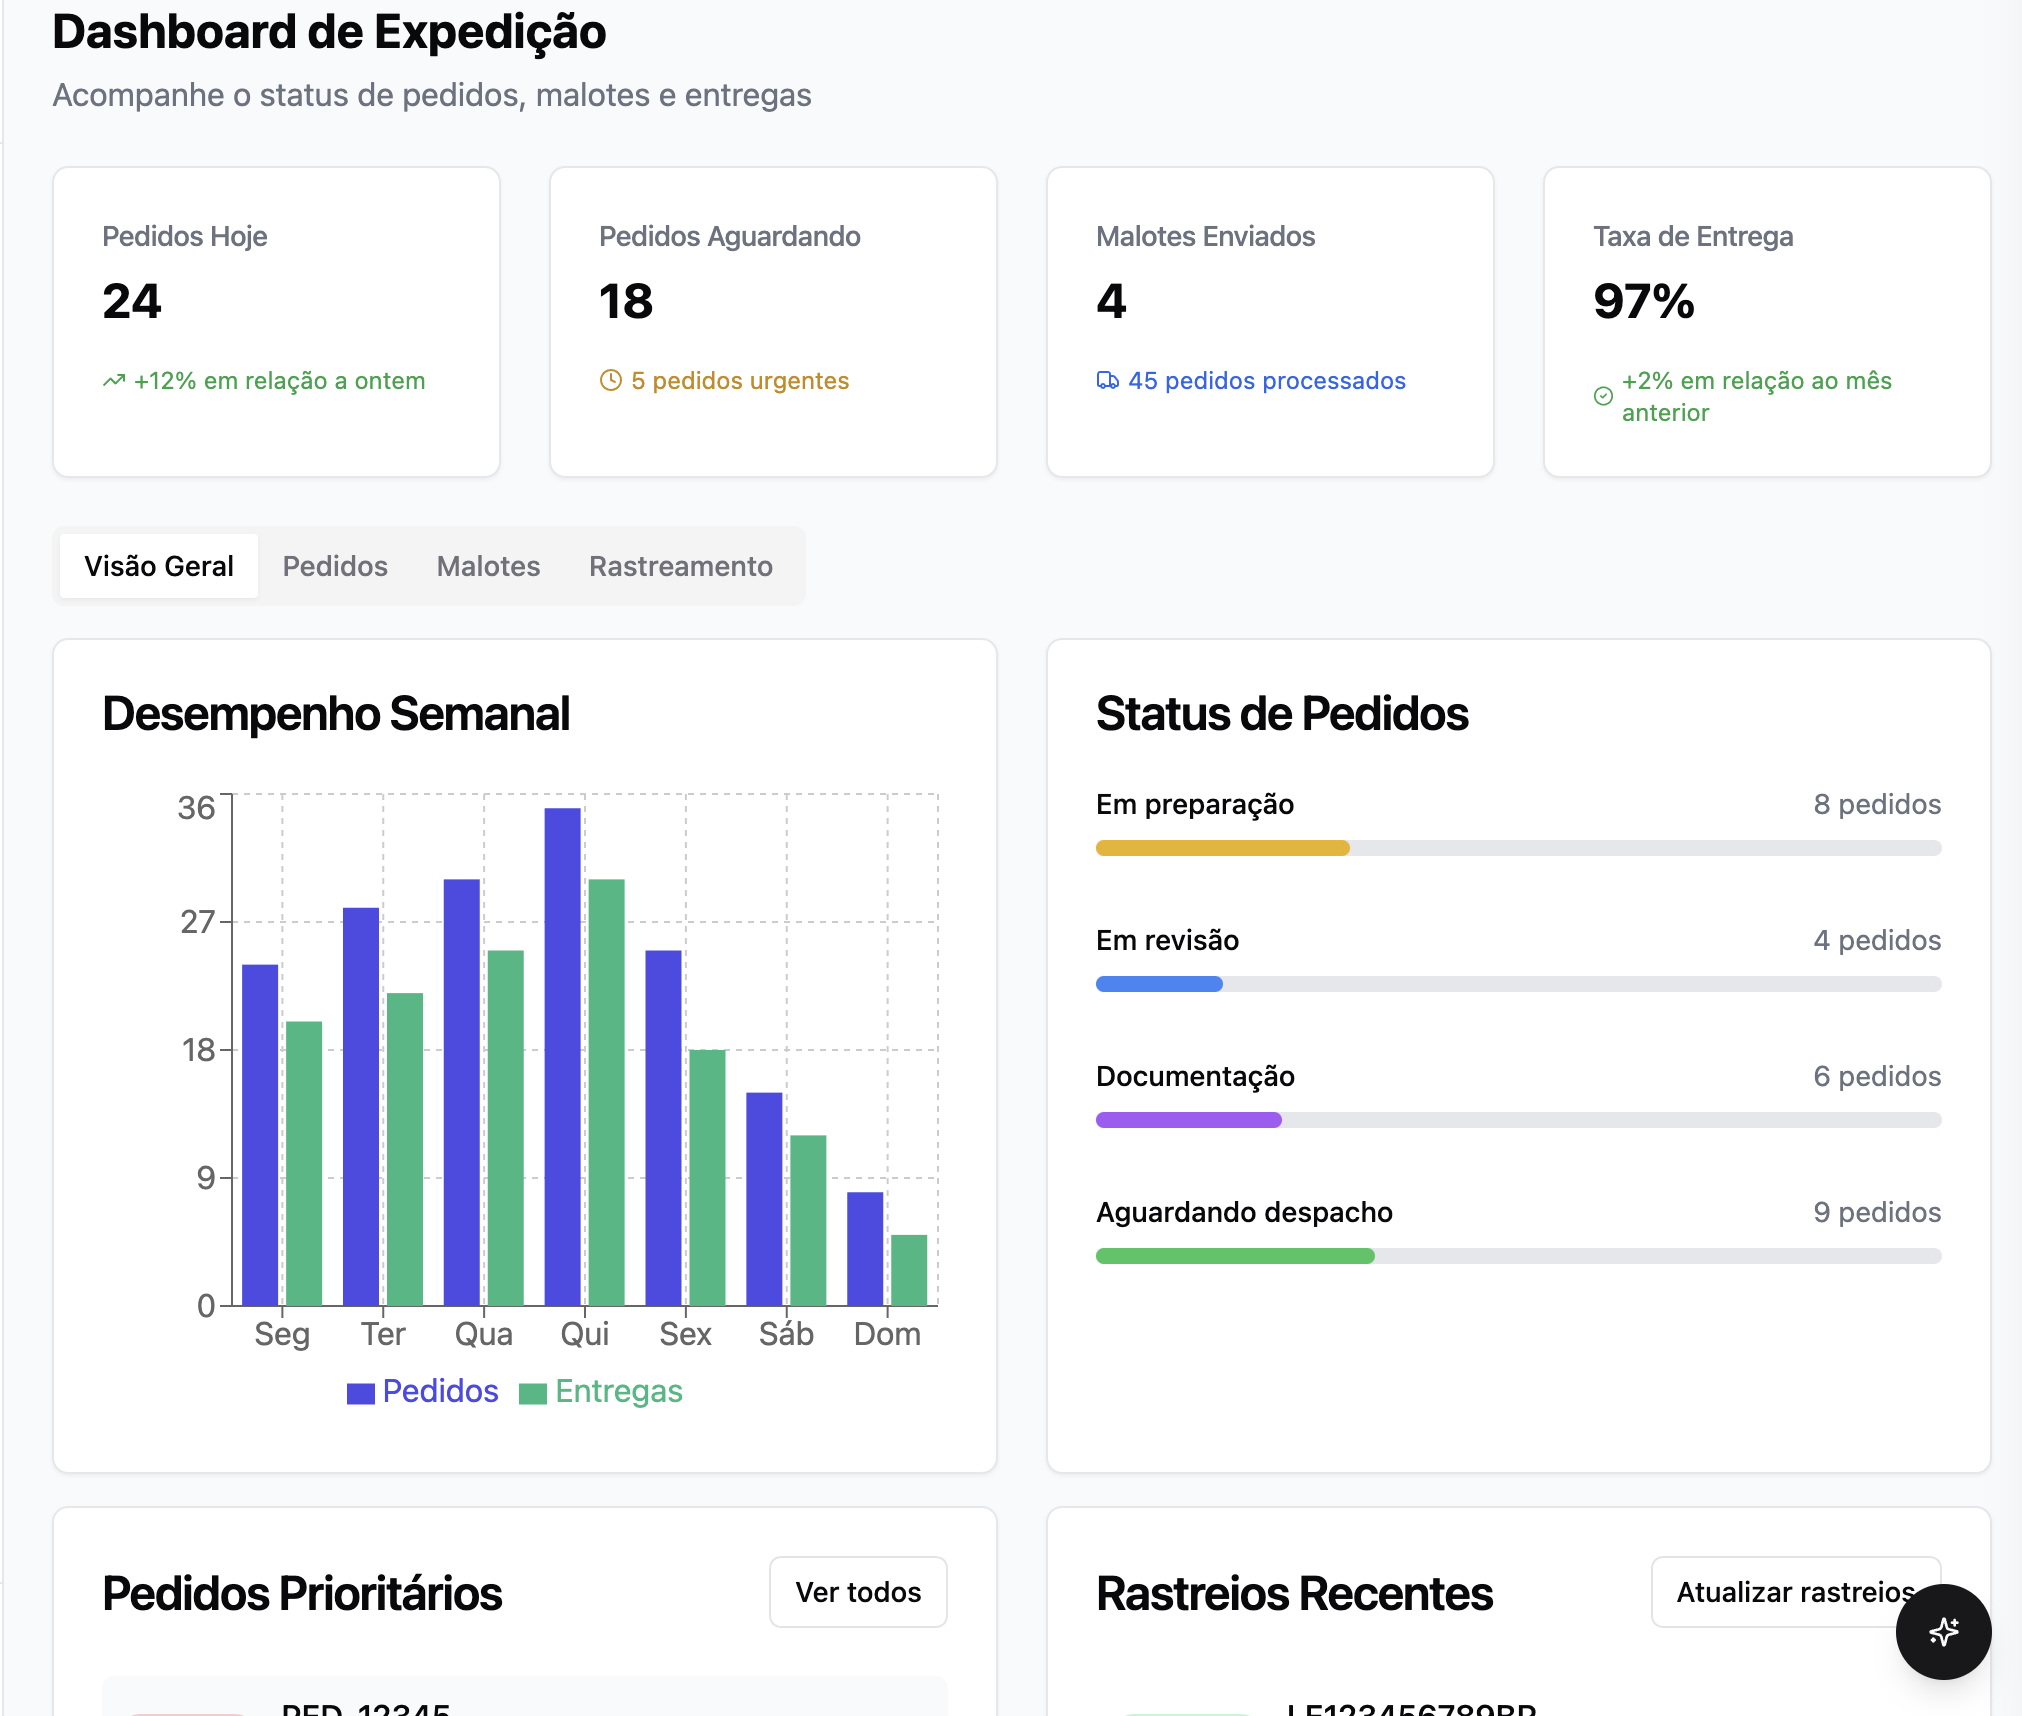 Dashboard de Expedição
Acompanhe o status de pedidos, malotes e entregas
Pedidos Hoje
24
+12% em relação a ontem
Pedidos Aguardando
18
5 pedidos urgentes
Malotes Enviados
4
45 pedidos processados
Taxa de Entrega
97%
+2% em relação ao mês
anterior
Visão Geral Pedidos Malotes Rastreamento
Desempenho Semanal
36
27
18
9
0
Seg Ter Qua Qui Sex Sáb Dom
Pedidos Entregas
Status de Pedidos
Em preparação 8 pedidos
Em revisão 4 pedidos
Documentação 6 pedidos
Aguardando despacho 9 pedidos
Pedidos Prioritários
Ver todos
PED-12345
Rastreios Recentes
Atualizar rastreios
LE123456789BR